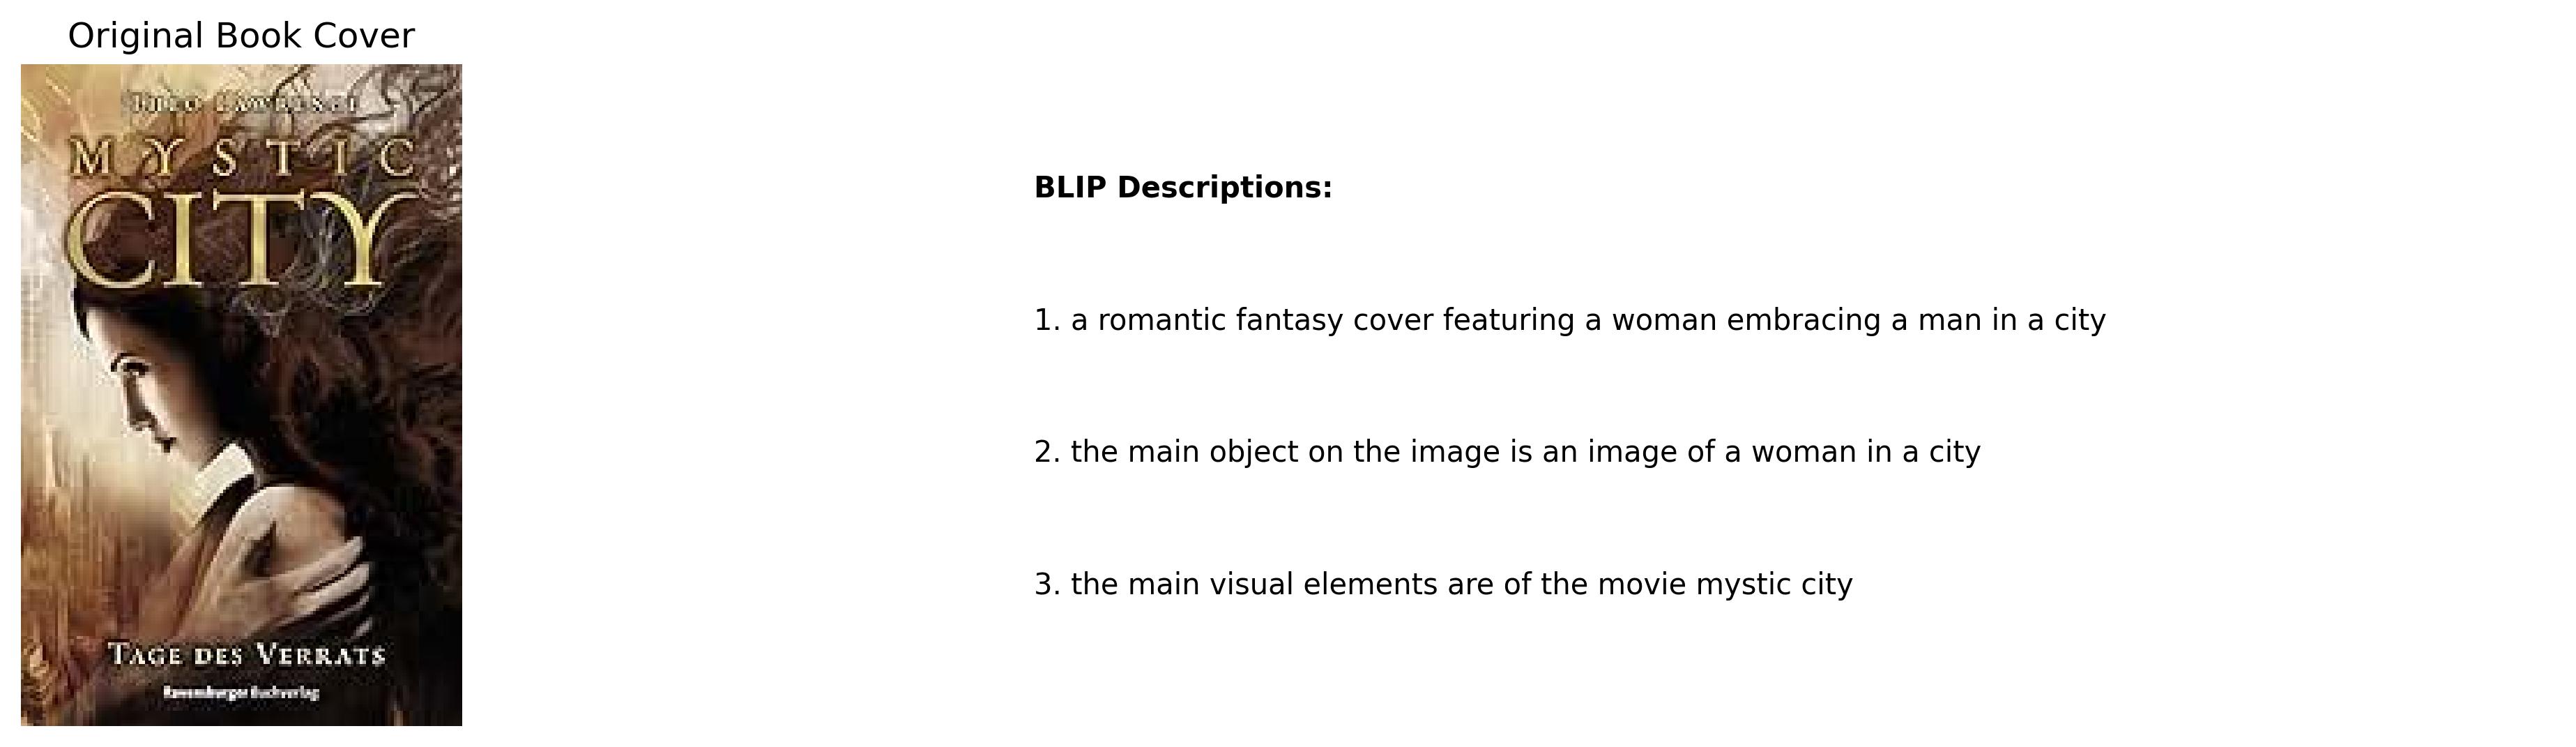 Original Book Cover
MYSTIC
CITY
TAGE DES VERRATS
Ravensburger Buchverlag
BLIP Descriptions:
1. a romantic fantasy cover featuring a woman embracing a man in a city
2. the main object on the image is an image of a woman in a city
3. the main visual elements are of the movie mystic city